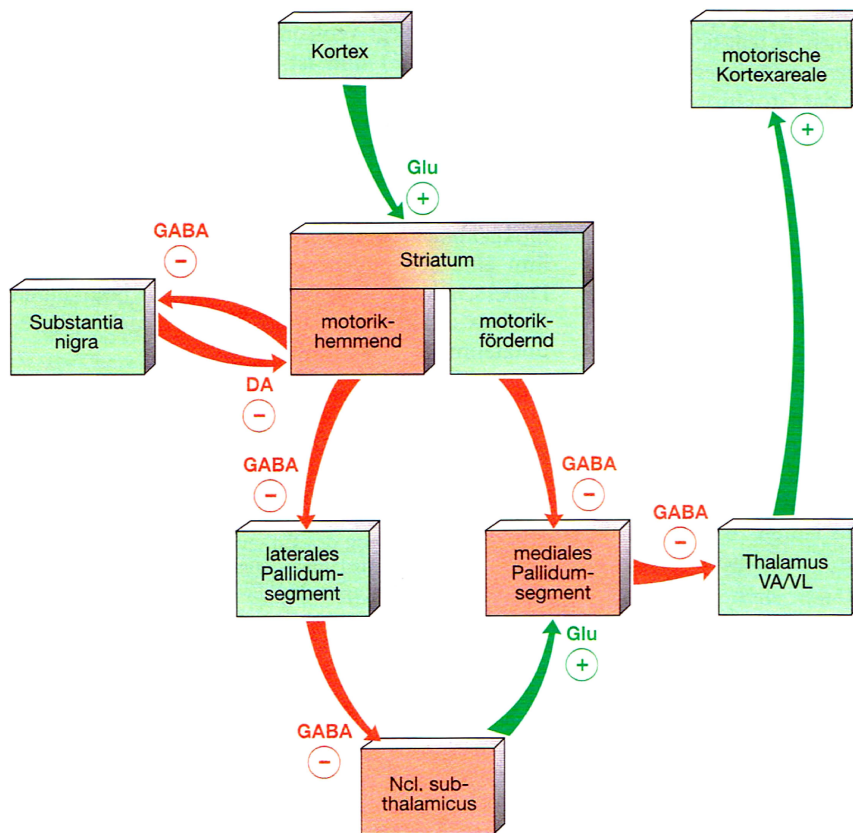 Kortex
motorische
Kortexareale
+
Glu
+
GABA
−
Striatum
Substantia
nigra
motorik-
hemmend
motorik-
fördernd
DA
−
GABA
−
GABA
−
GABA
−
laterales
Pallidum-
segment
mediales
Pallidum-
segment
Thalamus
VA/VL
Glu
+
GABA
−
Ncl. sub-
thalamicus